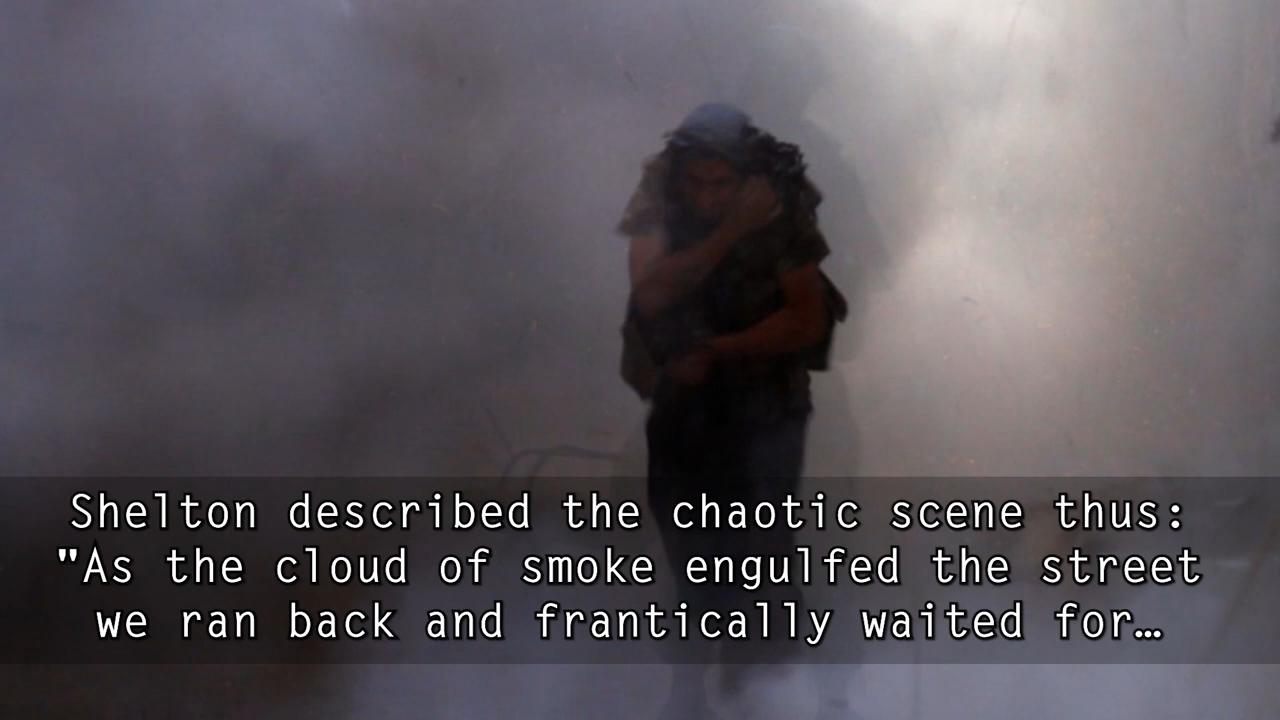 Shelton described the chaotic scene thus:
"As the cloud of smoke engulfed the street
we ran back and frantically waited for…